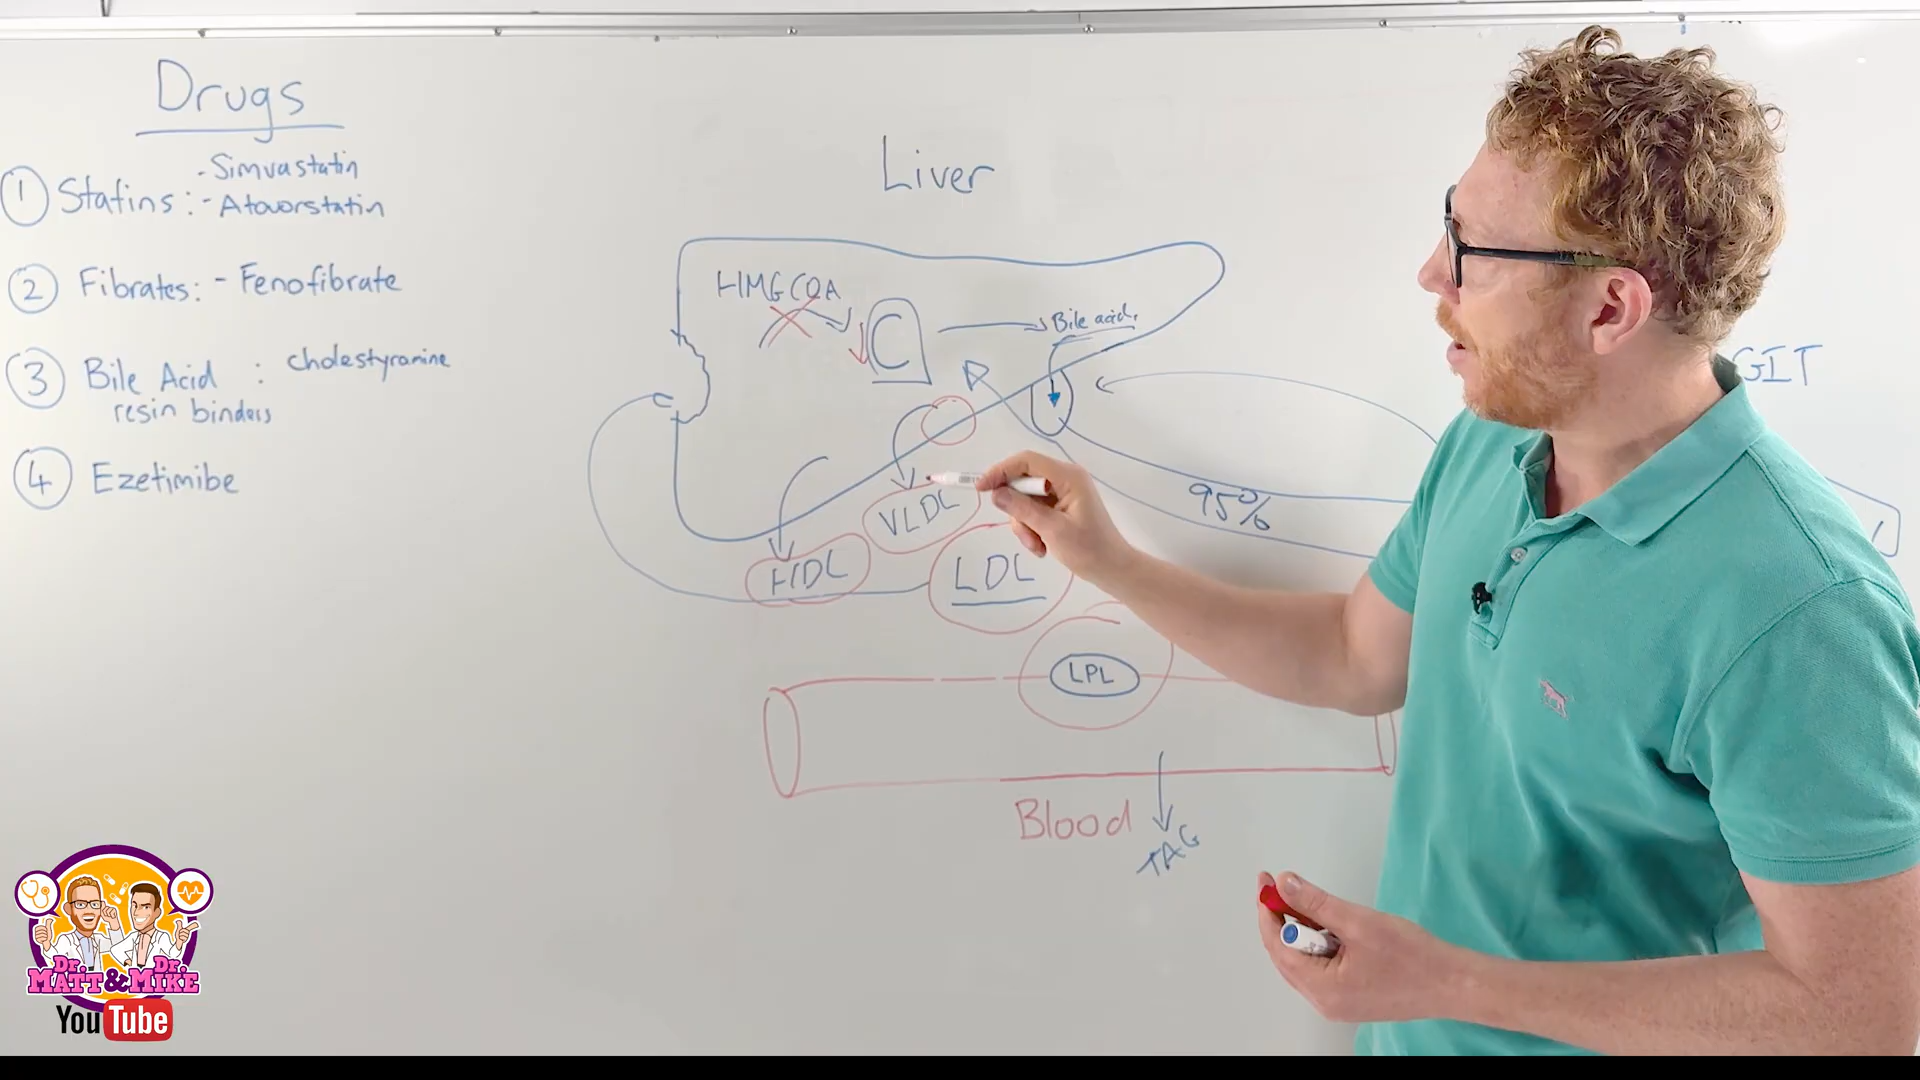 Drugs
- Simvastatin
① Statins: - Atovorstatin
② Fibrates: - Fenofibrate
③ Bile Acid : cholestyramine
resin binders
④ Ezetimibe
Liver
HMGCOA
C
Bile acid.
GIT
95%
VLDL
HDL
LDL
LPL
Blood
TAG
Dr. Dr.
MATT & MIKE
YouTube